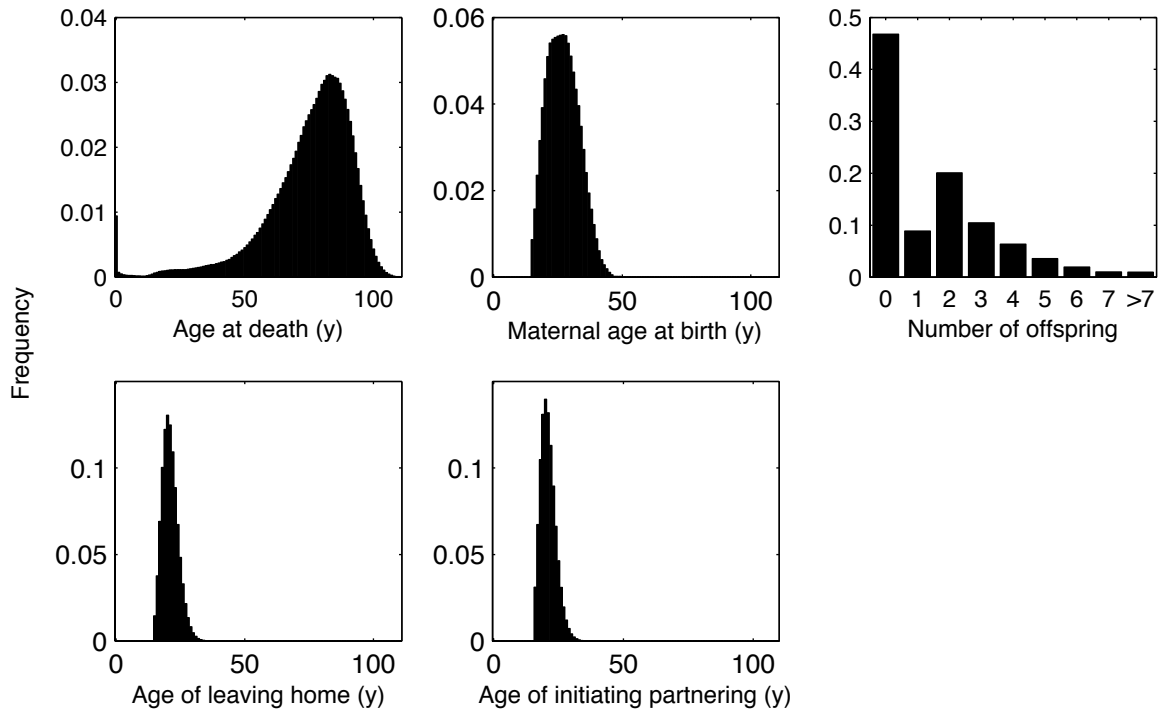 Frequency
0.04
0.03
0.02
0.01
0
0 50 100
Age at death (y)
0.06
0.04
0.02
0
0 50 100
Maternal age at birth (y)
0.5
0.4
0.3
0.2
0.1
0
0 1 2 3 4 5 6 7 >7
Number of offspring
0.1
0.05
0
0 50 100
Age of leaving home (y)
0.1
0.05
0
0 50 100
Age of initiating partnering (y)